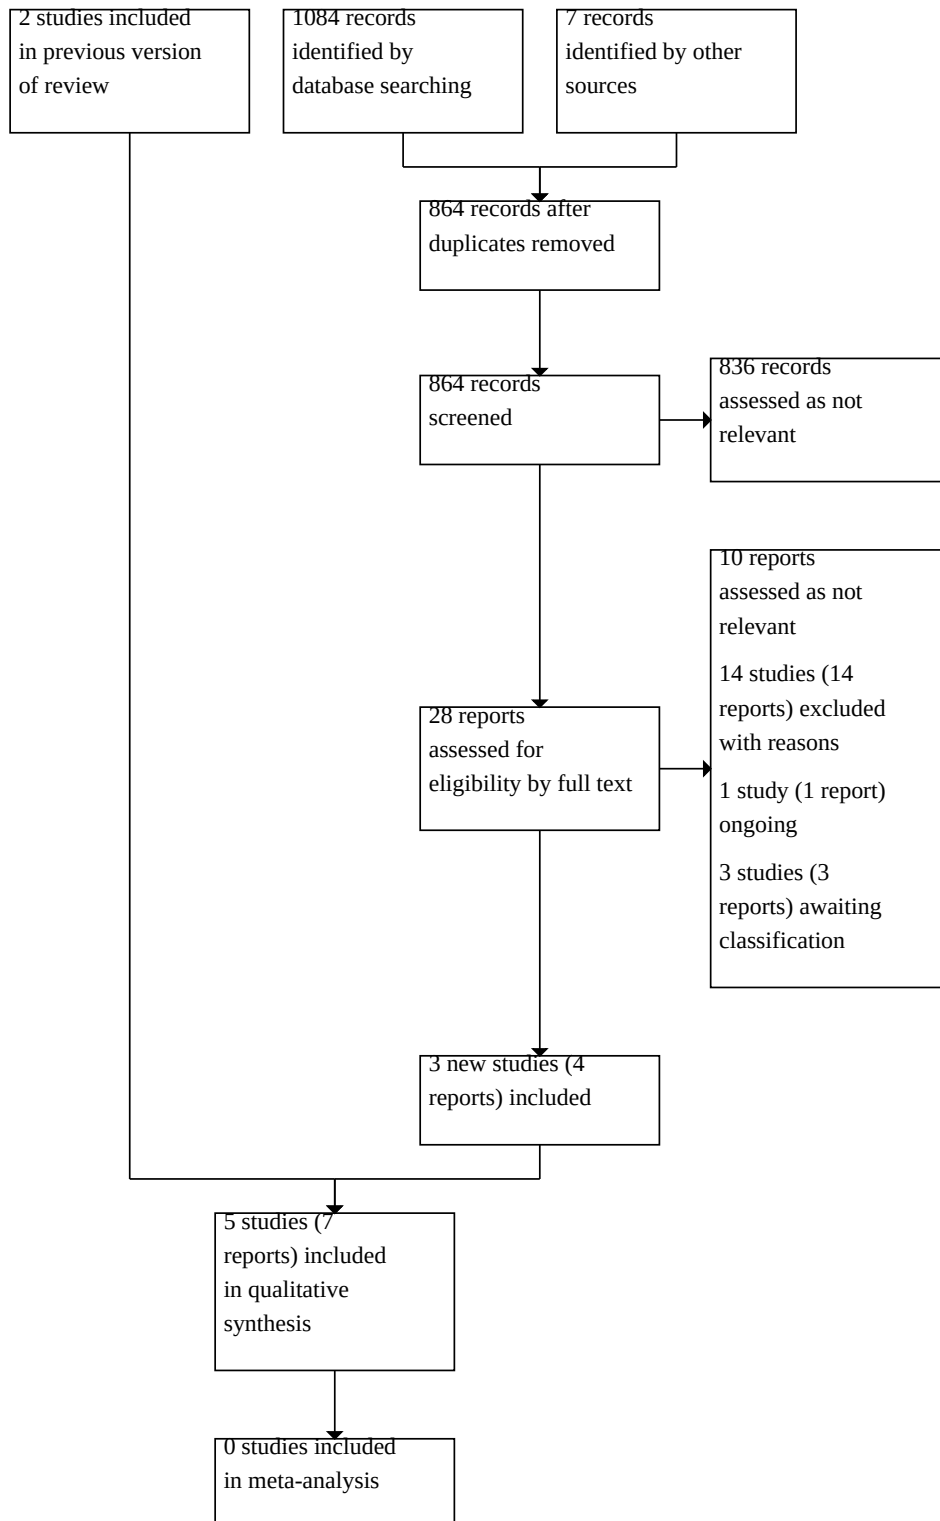 2 studies included
in previous version
of review
1084 records
identified by
database searching
7 records
identified by other
sources
864 records after
duplicates removed
864 records
screened
836 records
assessed as not
relevant
28 reports
assessed for
eligibility by full text
10 reports
assessed as not
relevant
14 studies (14
reports) excluded
with reasons
1 study (1 report)
ongoing
3 studies (3
reports) awaiting
classification
3 new studies (4
reports) included
5 studies (7
reports) included
in qualitative
synthesis
0 studies included
in meta-analysis